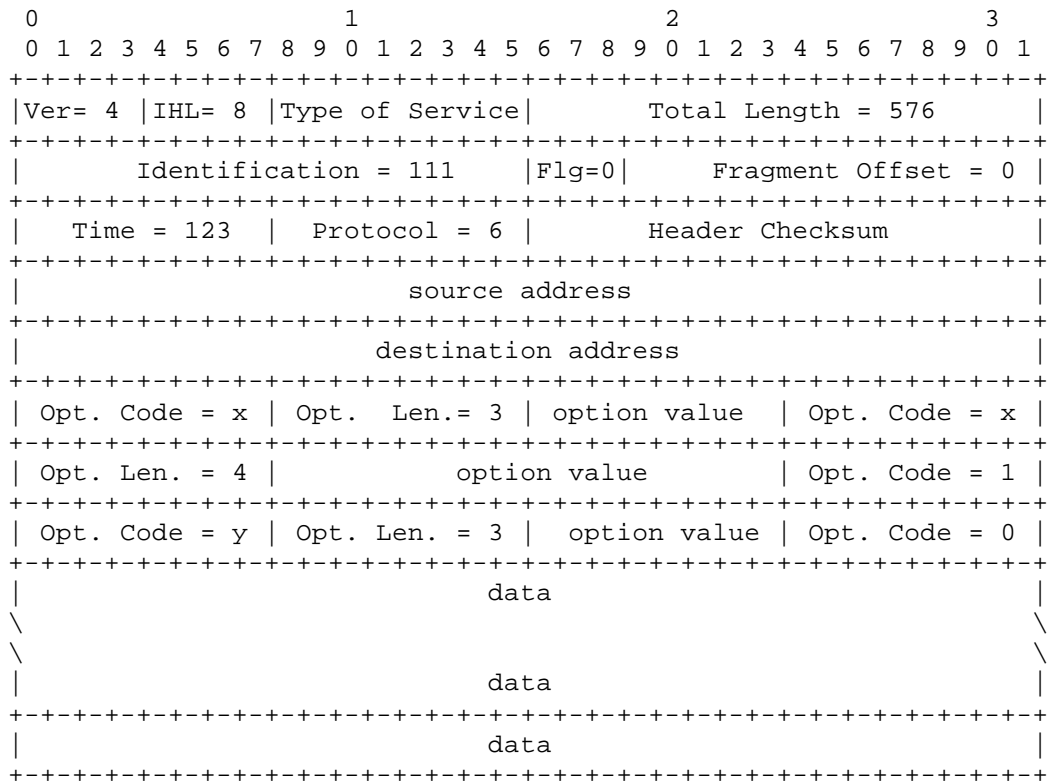 0                   1                   2                   3
 0 1 2 3 4 5 6 7 8 9 0 1 2 3 4 5 6 7 8 9 0 1 2 3 4 5 6 7 8 9 0 1
+-+-+-+-+-+-+-+-+-+-+-+-+-+-+-+-+-+-+-+-+-+-+-+-+-+-+-+-+-+-+-+-+
|Ver= 4 |IHL= 8 |Type of Service|       Total Length = 576      |
+-+-+-+-+-+-+-+-+-+-+-+-+-+-+-+-+-+-+-+-+-+-+-+-+-+-+-+-+-+-+-+-+
|       Identification = 111    |Flg=0|     Fragment Offset = 0 |
+-+-+-+-+-+-+-+-+-+-+-+-+-+-+-+-+-+-+-+-+-+-+-+-+-+-+-+-+-+-+-+-+
|   Time = 123  |  Protocol = 6 |       Header Checksum         |
+-+-+-+-+-+-+-+-+-+-+-+-+-+-+-+-+-+-+-+-+-+-+-+-+-+-+-+-+-+-+-+-+
|                        source address                         |
+-+-+-+-+-+-+-+-+-+-+-+-+-+-+-+-+-+-+-+-+-+-+-+-+-+-+-+-+-+-+-+-+
|                      destination address                      |
+-+-+-+-+-+-+-+-+-+-+-+-+-+-+-+-+-+-+-+-+-+-+-+-+-+-+-+-+-+-+-+-+
| Opt. Code = x | Opt.  Len.= 3 | option value  | Opt. Code = x |
+-+-+-+-+-+-+-+-+-+-+-+-+-+-+-+-+-+-+-+-+-+-+-+-+-+-+-+-+-+-+-+-+
| Opt. Len. = 4 |           option value        | Opt. Code = 1 |
+-+-+-+-+-+-+-+-+-+-+-+-+-+-+-+-+-+-+-+-+-+-+-+-+-+-+-+-+-+-+-+-+
| Opt. Code = y | Opt. Len. = 3 |  option value | Opt. Code = 0 |
+-+-+-+-+-+-+-+-+-+-+-+-+-+-+-+-+-+-+-+-+-+-+-+-+-+-+-+-+-+-+-+-+
|                             data                              |
\                                                               \
\                                                               \
|                             data                              |
+-+-+-+-+-+-+-+-+-+-+-+-+-+-+-+-+-+-+-+-+-+-+-+-+-+-+-+-+-+-+-+-+
|                             data                              |
+-+-+-+-+-+-+-+-+-+-+-+-+-+-+-+-+-+-+-+-+-+-+-+-+-+-+-+-+-+-+-+-+